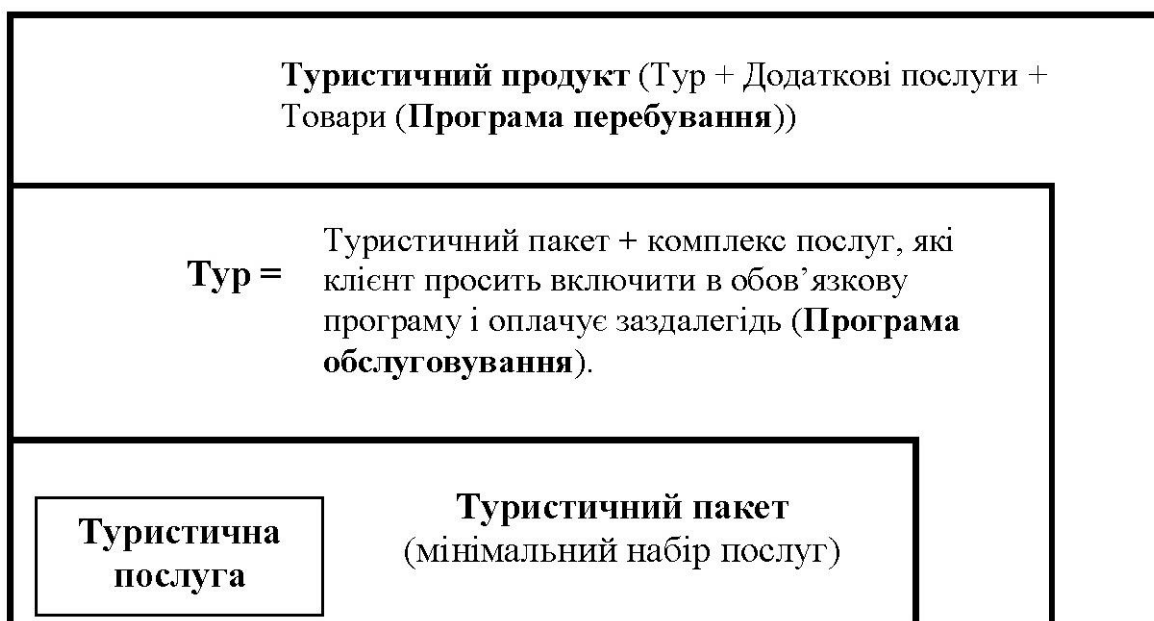 Туристичний продукт (Тур + Додаткові послуги +
Товари (Програма перебування))
Тур =
Туристичний пакет + комплекс послуг, які
клієнт просить включити в обов’язкову
програму і оплачує заздалегідь (Програма
обслуговування).
Туристична
послуга
Туристичний пакет
(мінімальний набір послуг)